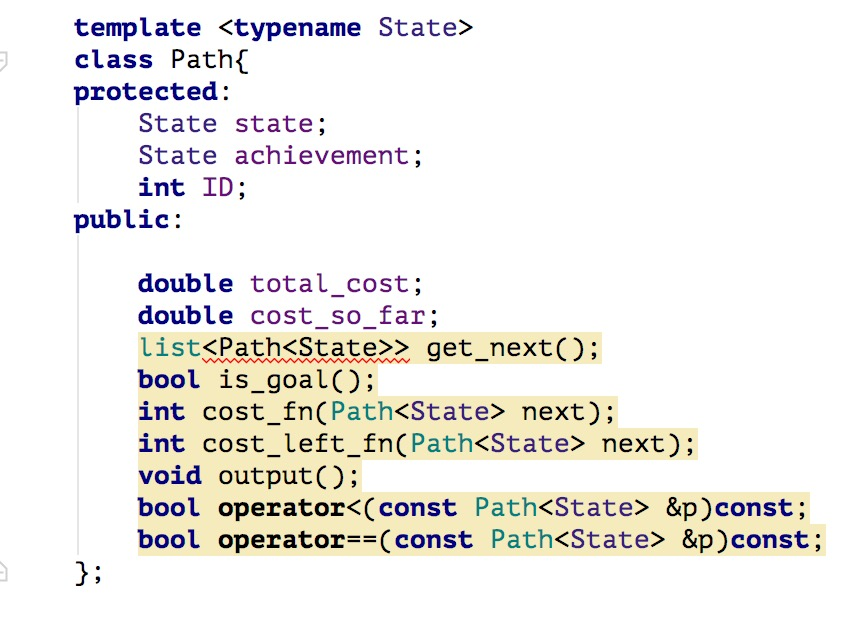 template <typename State>
class Path{
protected:
    State state;
    State achievement;
    int ID;
public:

    double total_cost;
    double cost_so_far;
    list<Path<State>> get_next();
    bool is_goal();
    int cost_fn(Path<State> next);
    int cost_left_fn(Path<State> next);
    void output();
    bool operator<(const Path<State> &p)const;
    bool operator==(const Path<State> &p)const;
};